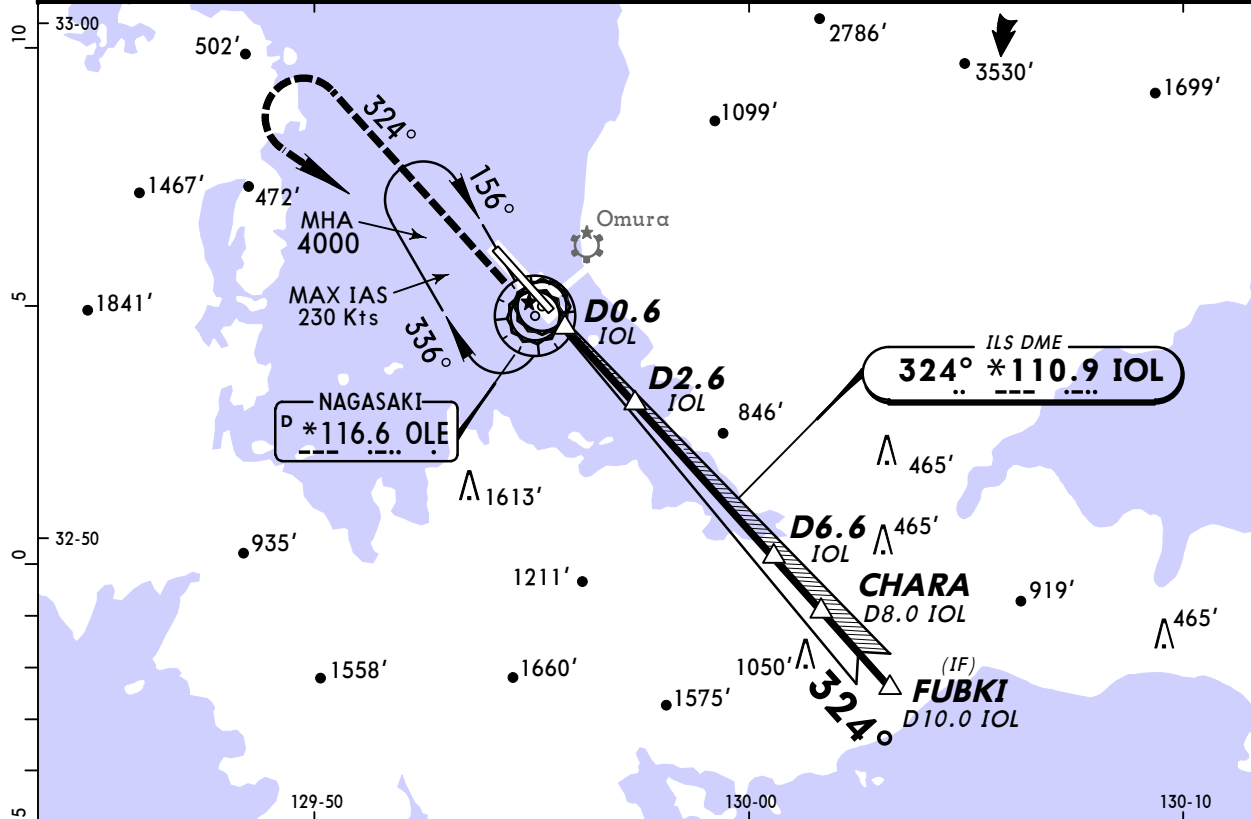 33-00
10
502'
2786'
3530'
1699'
1099'
324°
1467'
472'
156°
MHA
4000
Omura
MAX IAS
230 Kts
1841'
5
336°
D0.6
IOL
ILS DME
324° *110.9 IOL
D2.6
IOL
NAGASAKI
D *116.6 OLE
846'
465'
1613'
D6.6
IOL
465'
32-50
0
935'
1211'
CHARA
D8.0 IOL
919'
465'
1050'
(IF)
FUBKI
D10.0 IOL
324°
1558'
1660'
1575'
5
129-50
130-00
130-10